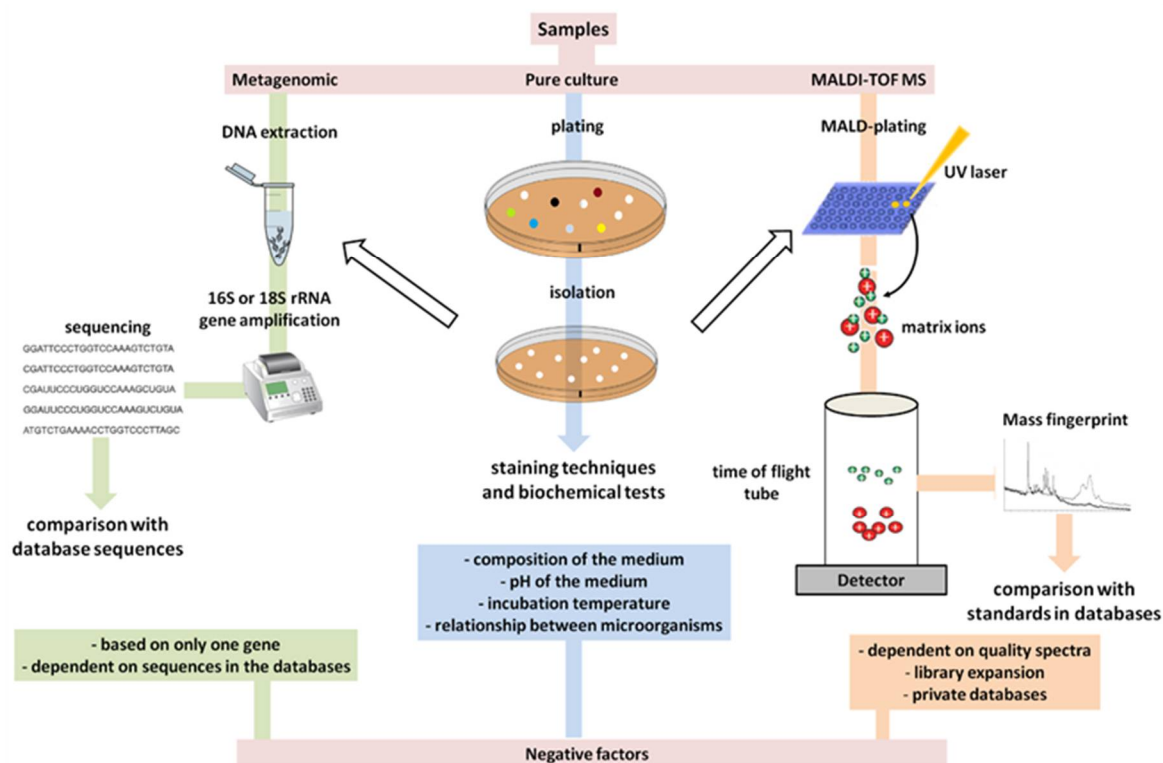 Samples
Metagenomic
Pure culture
MALDI-TOF MS
DNA extraction
16S or 18S rRNA
gene amplification
sequencing
GGATTCCCTGGTCCAAAGTCTGTA
CGATTCCCTGGTCCAAAGTCTGTA
CGAUUCCCUGGUCCAAAGCUGUA
GGAUUCCCUGGUCCAAAGUCUGUA
ATGTCTGAAAACCTGGTCCCTTAGC
comparison with
database sequences
plating
isolation
staining techniques
and biochemical tests
MALD-plating
UV laser
matrix ions
time of flight
tube
Detector
Mass fingerprint
comparison with
standards in databases
- based on only one gene
- dependent on sequences in the databases
- composition of the medium
- pH of the medium
- incubation temperature
- relationship between microorganisms
- dependent on quality spectra
- library expansion
- private databases
Negative factors